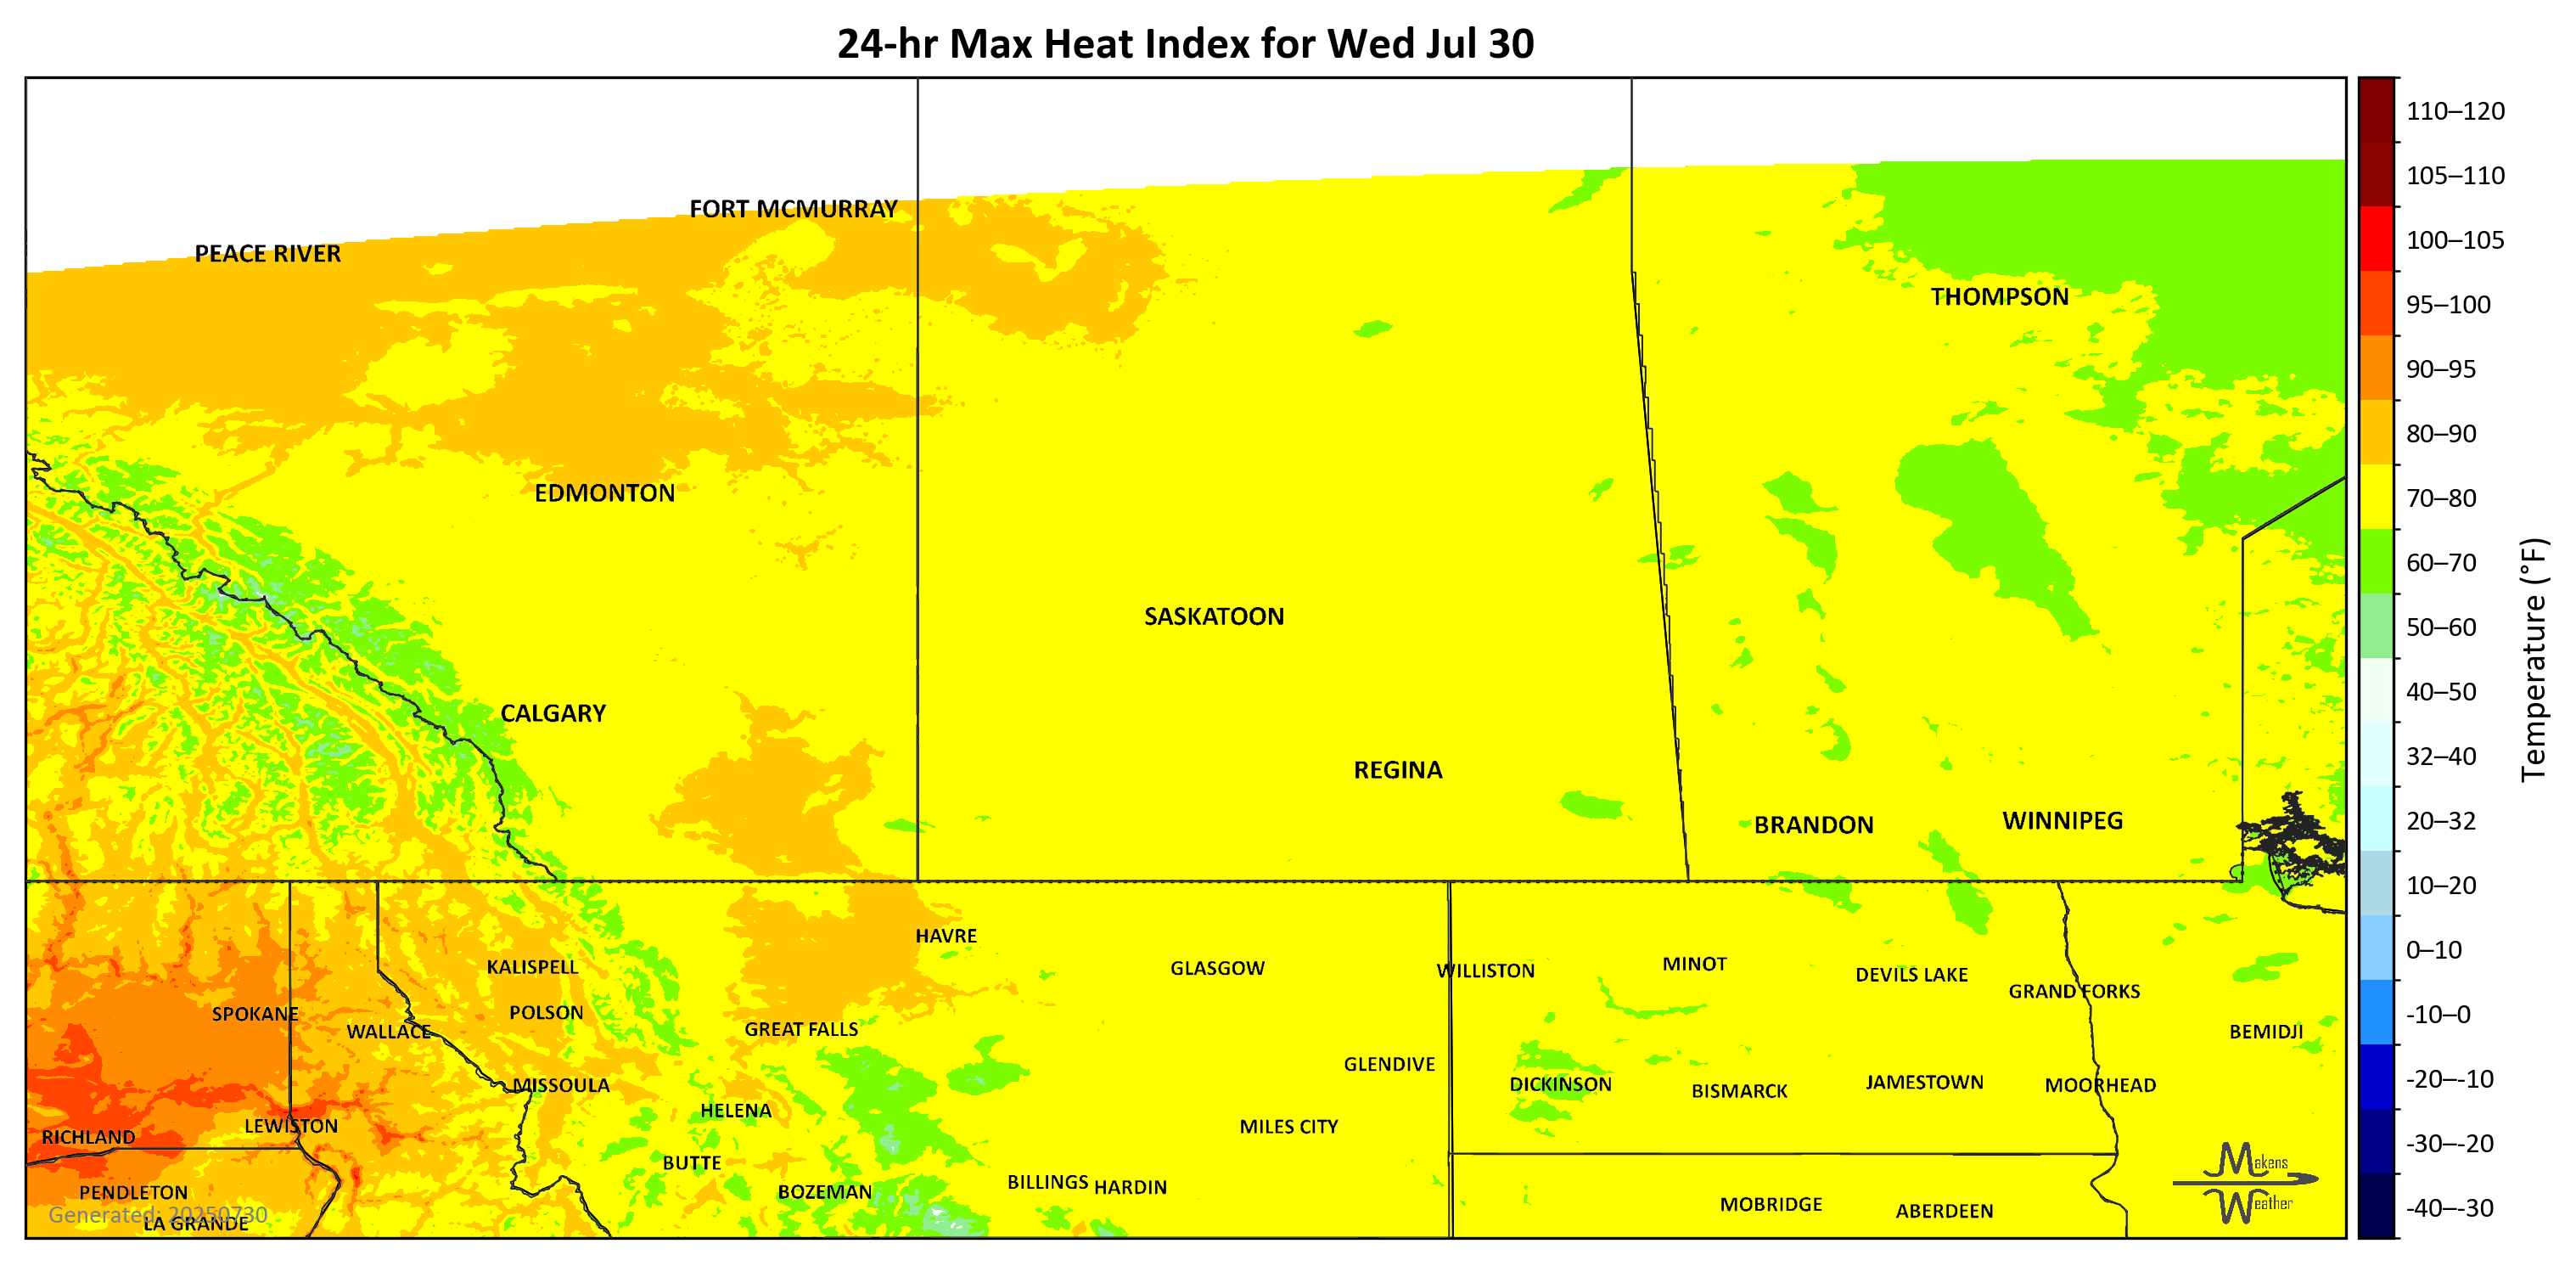 24-hr Max Heat Index for Wed Jul 30
FORT MCMURRAY
PEACE RIVER
THOMPSON
EDMONTON
SASKATOON
CALGARY
REGINA
BRANDON
WINNIPEG
HAVRE
KALISPELL
GLASGOW
WILLISTON
MINOT
DEVILS LAKE
GRAND FORKS
SPOKANE
POLSON
WALLACE
GREAT FALLS
BEMIDJI
GLENDIVE
MISSOULA
DICKINSON
BISMARCK
JAMESTOWN
MOORHEAD
HELENA
LEWISTON
MILES CITY
RICHLAND
BUTTE
BILLINGS
HARDIN
PENDLETON
BOZEMAN
MOBRIDGE
ABERDEEN
Generated: 20250730
LA GRANDE
Makens
Weather
110–120
105–110
100–105
95–100
90–95
80–90
70–80
60–70
50–60
40–50
32–40
20–32
10–20
0–10
-10–0
-20–-10
-30–-20
-40–-30
Temperature (°F)